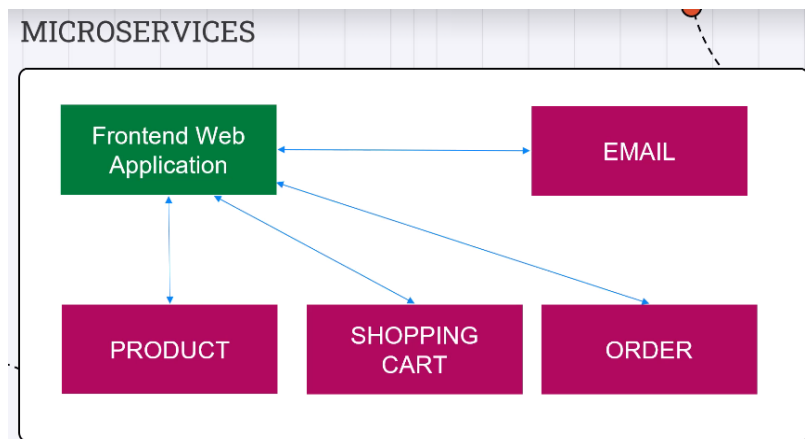 MICROSERVICES
Frontend Web
Application
EMAIL
PRODUCT
SHOPPING
CART
ORDER